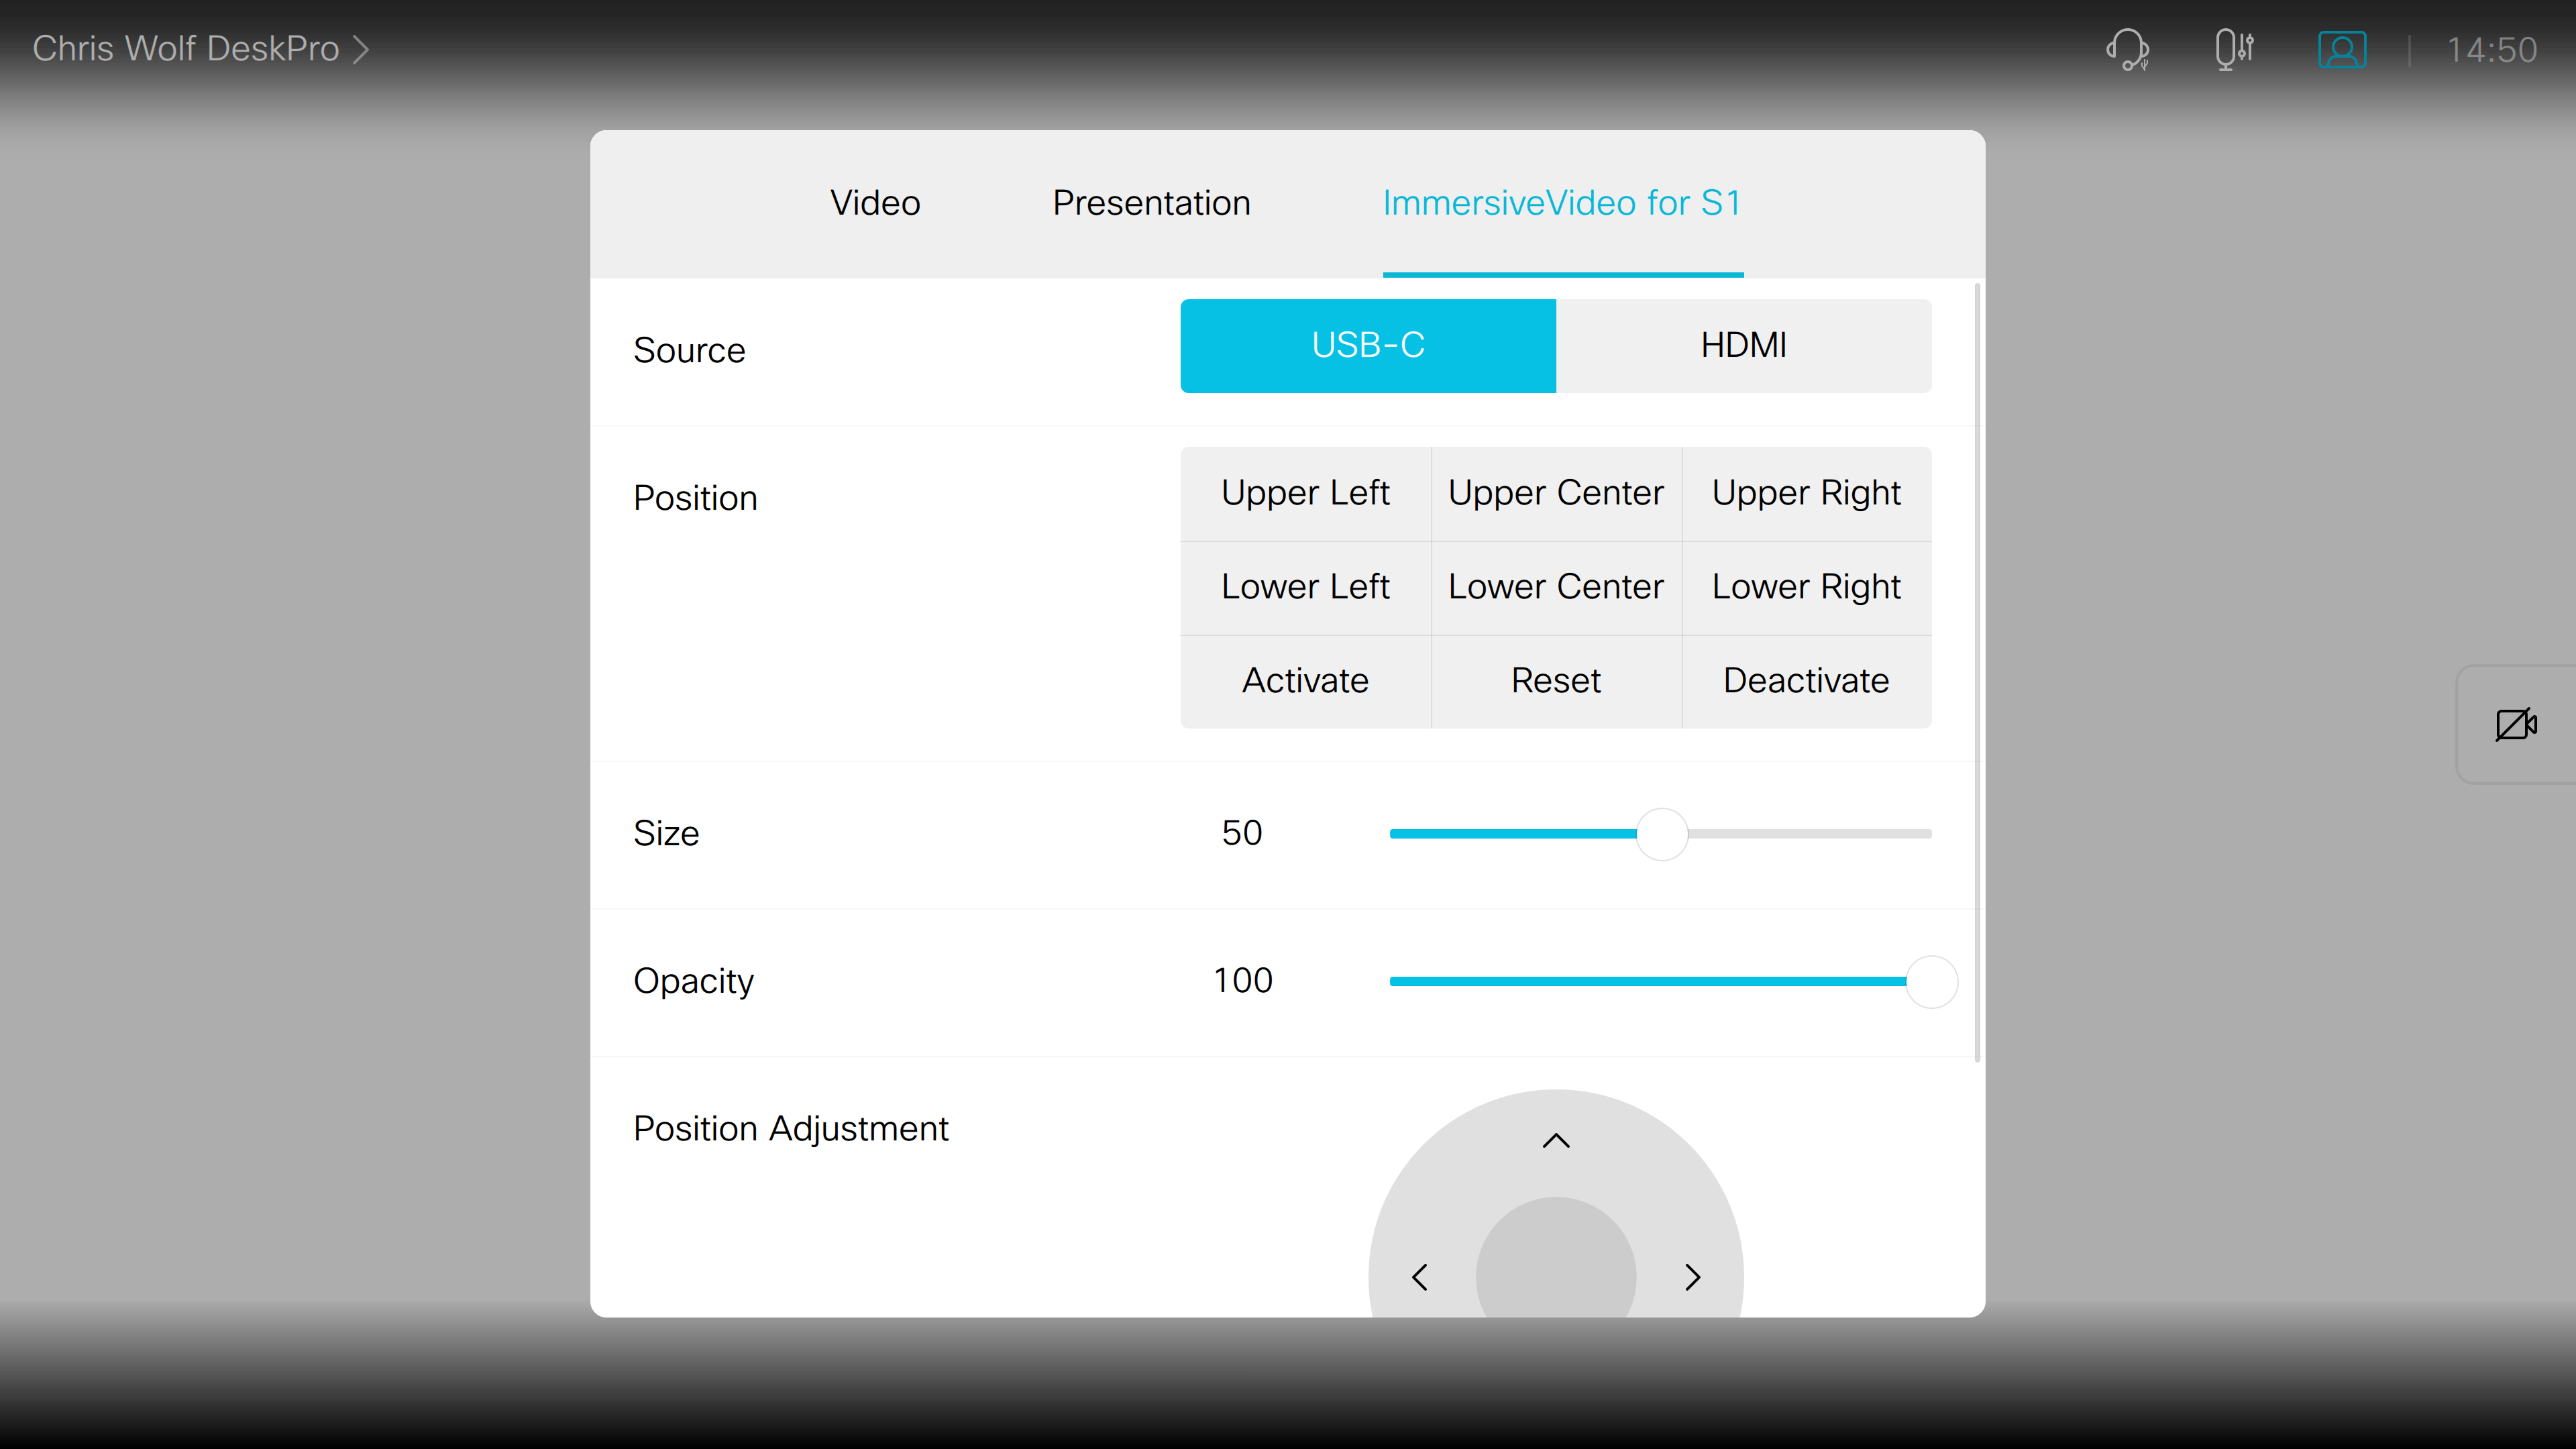 Chris Wolf DeskPro
14:50
Video Presentation ImmersiveVideo for S1
Source USB-C HDMI
Position Upper Left Upper Center Upper Right
Lower Left Lower Center Lower Right
Activate Reset Deactivate
Size 50
Opacity 100
Position Adjustment